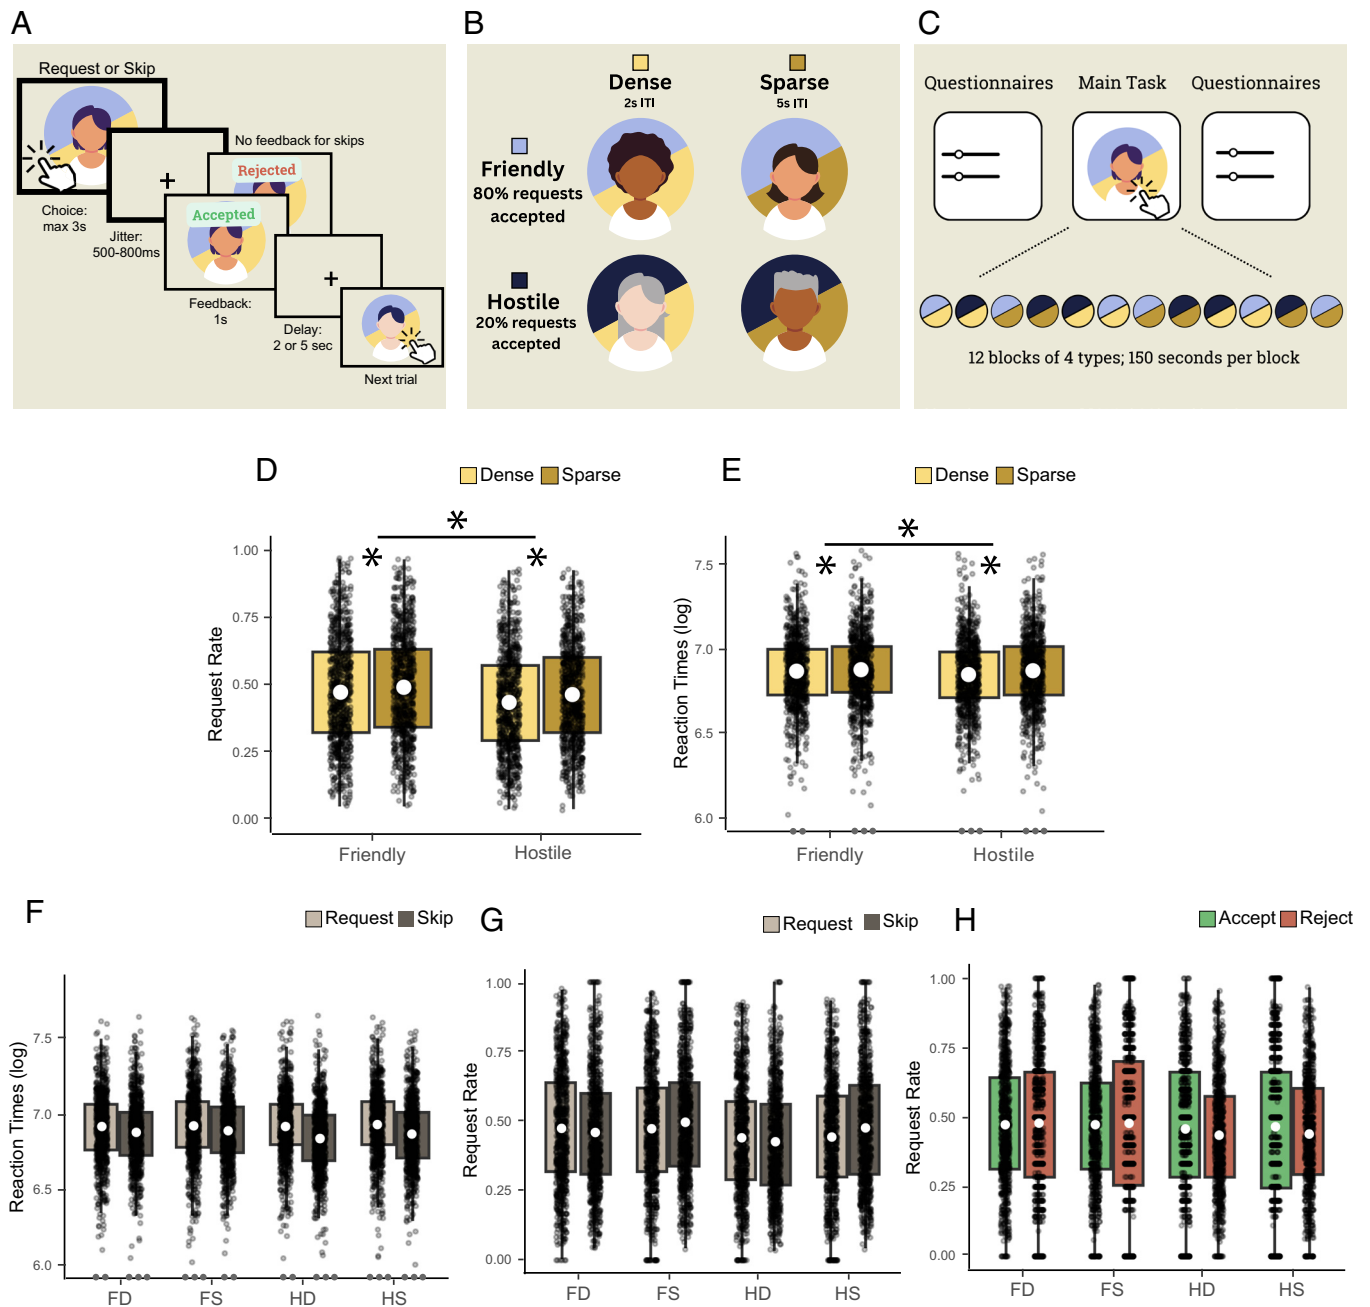 A
Request or Skip
No feedback for skips
Rejected
Accepted
Choice:
max 3s
Jitter:
500-800ms
Feedback:
1s
Delay:
2 or 5 sec
Next trial
B
Dense
2s ITI
Sparse
5s ITI
Friendly
80% requests
accepted
Hostile
20% requests
accepted
C
Questionnaires
Main Task
Questionnaires
12 blocks of 4 types; 150 seconds per block
D
Dense
Sparse
*
*
*
1.00
0.75
0.50
0.25
0.00
Request Rate
Friendly
Hostile
E
Dense
Sparse
*
*
*
7.5
7.0
6.5
6.0
Reaction Times (log)
Friendly
Hostile
F
Request
Skip
7.5
7.0
6.5
6.0
Reaction Times (log)
FD
FS
HD
HS
G
Request
Skip
1.00
0.75
0.50
0.25
0.00
Request Rate
FD
FS
HD
HS
H
Accept
Reject
1.00
0.75
0.50
0.25
0.00
Request Rate
FD
FS
HD
HS